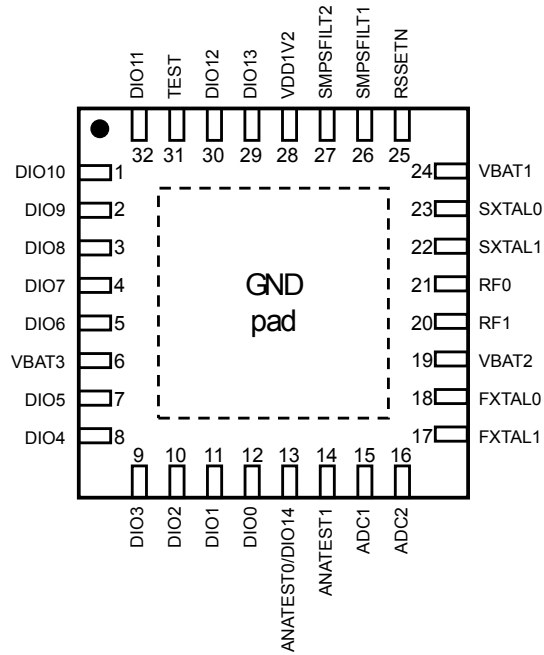 DIO11
TEST
DIO12
DIO13
VDD1V2
SMPSFILT2
SMPSFILT1
RSSETN
32 31 30 29 28 27 26 25
DIO10 1
DIO9 2
DIO8 3
DIO7 4
DIO6 5
VBAT3 6
DIO5 7
DIO4 8
GND
pad
24 VBAT1
23 SXTAL0
22 SXTAL1
21 RF0
20 RF1
19 VBAT2
18 FXTAL0
17 FXTAL1
9 10 11 12 13 14 15 16
DIO3
DIO2
DIO1
DIO0
ANATEST0/DIO14
ANATEST1
ADC1
ADC2